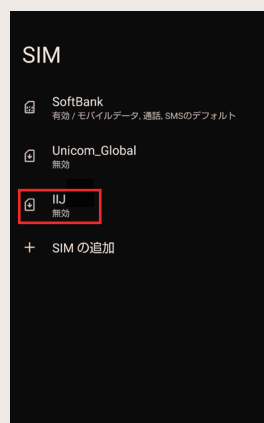 SIM
SoftBank
有効 / モバイルデータ, 通話, SMSのデフォルト
Unicom_Global
無効
IIJ
無効
SIM の追加